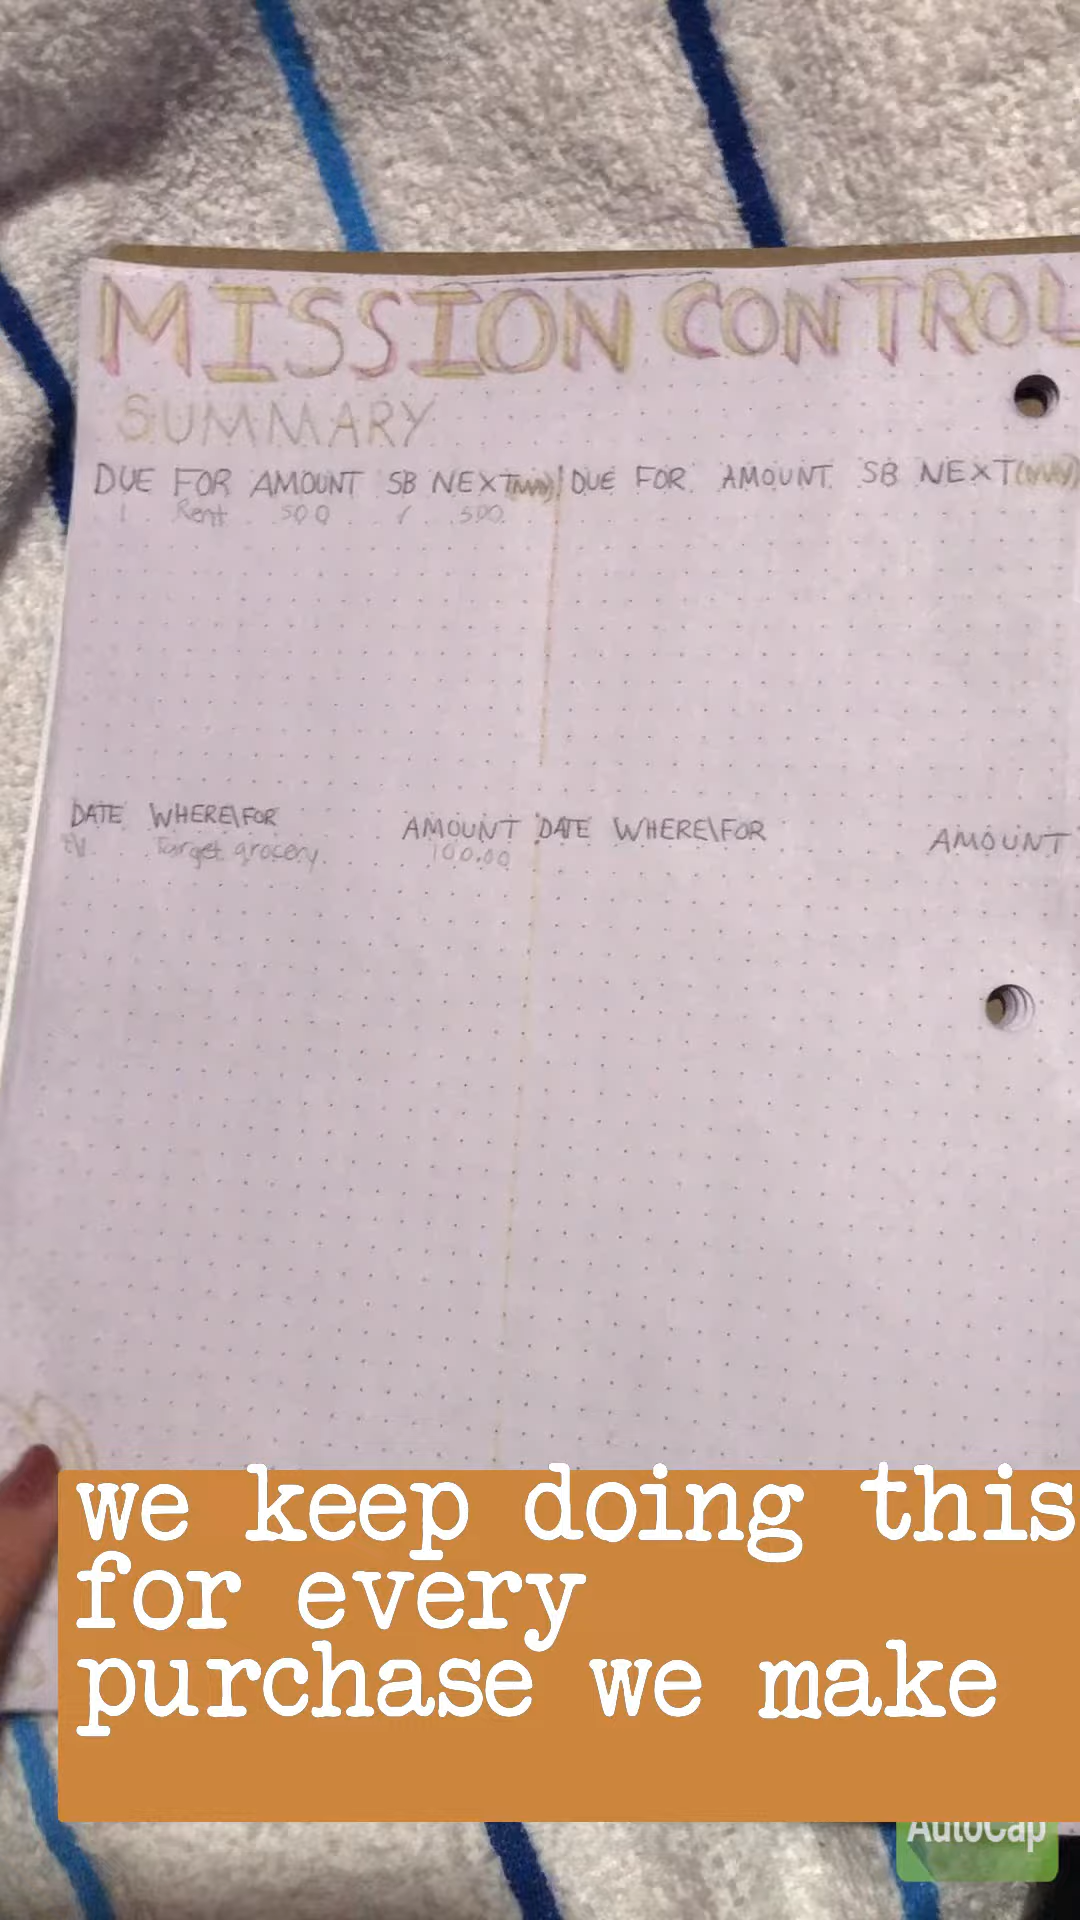 MISSION CONTROL
SUMMARY
DUE FOR AMOUNT SB NEXT DUE FOR AMOUNT SB NEXT
1 Rent 500 ✓ 500
DATE WHERE\FOR AMOUNT DATE WHERE\FOR AMOUNT
Target grocery 100.00
we keep doing this
for every
purchase we make
AutoCap